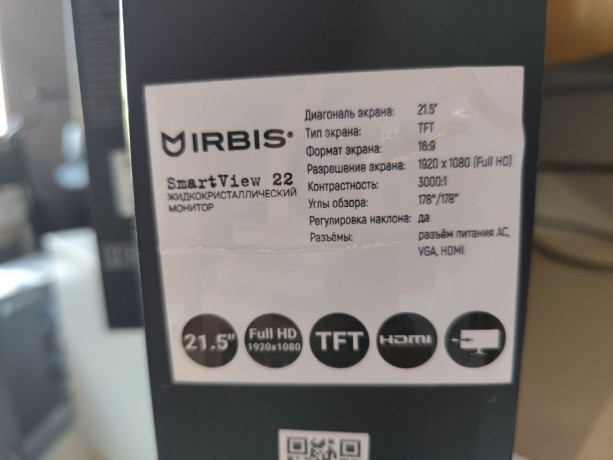 IRBIS®
SmartView 22
ЖИДКОКРИСТАЛЛИЧЕСКИЙ
МОНИТОР
Диагональ экрана: 21.5"
Тип экрана: TFT
Формат экрана: 16:9
Разрешение экрана: 1920 x 1080 (Full HD)
Контрастность: 3000:1
Углы обзора: 178°/178°
Регулировка наклона: да
Разъёмы: разъём питания AC,
VGA, HDMI
21.5"
Full HD
1920x1080
TFT
HDMI